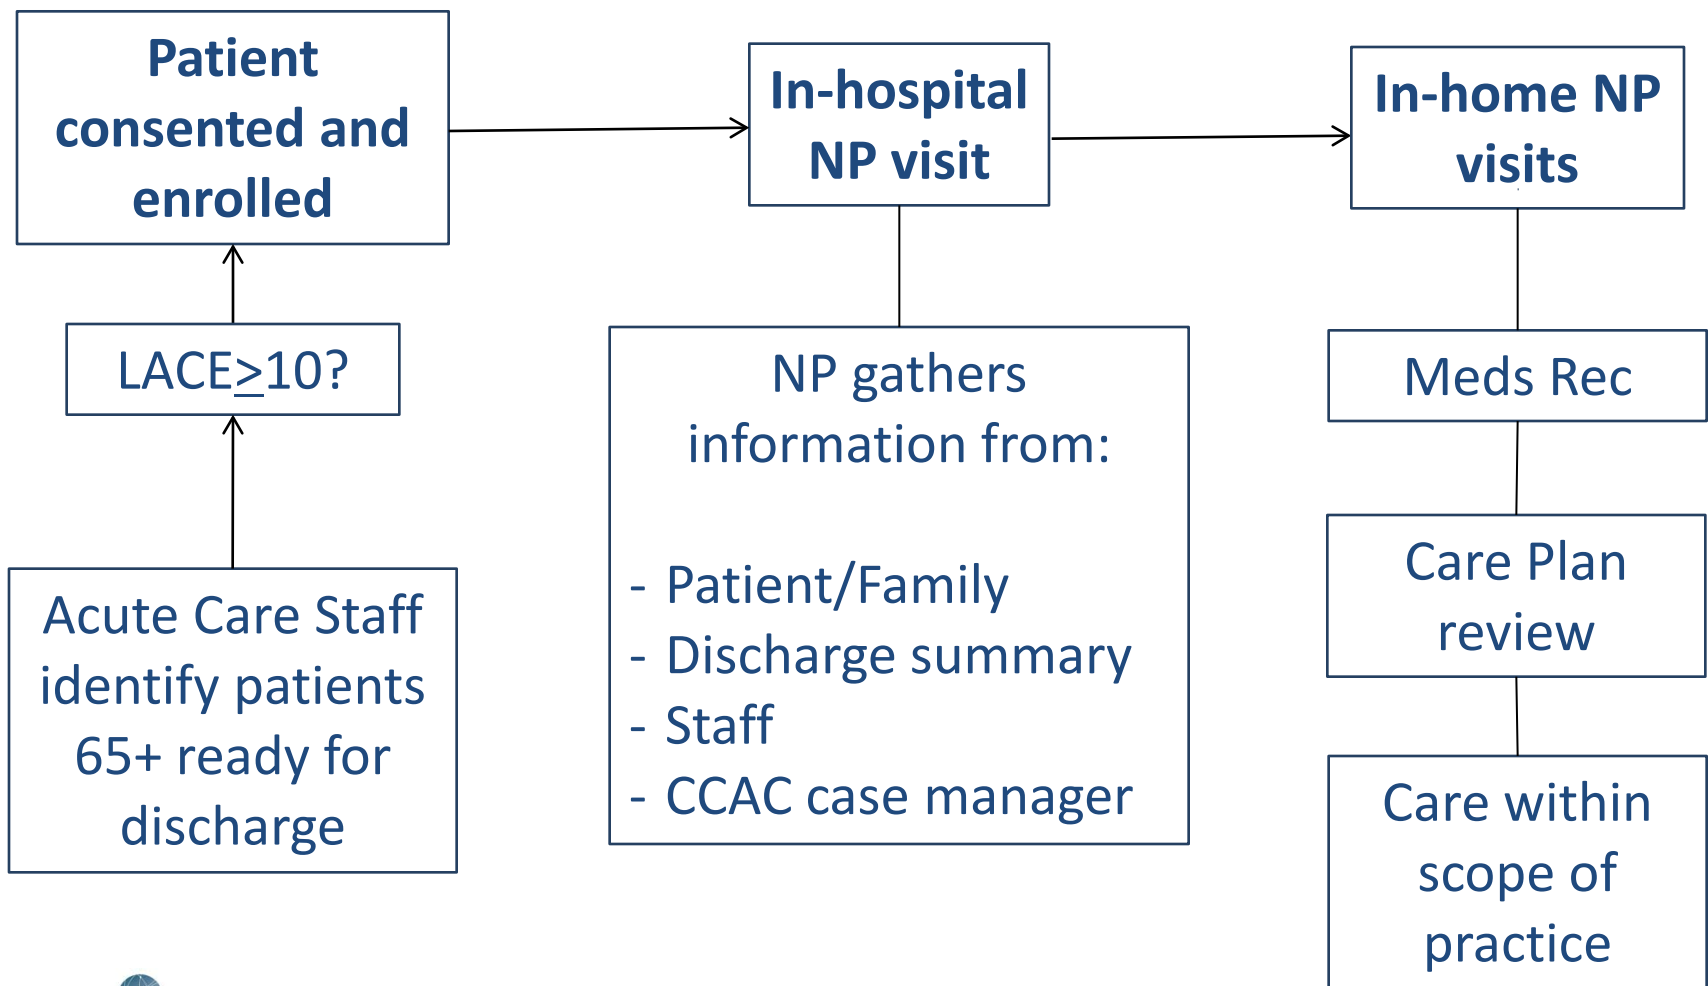 Patient
consented and
enrolled
In-hospital
NP visit
In-home NP
visits
LACE≥10?
NP gathers
information from:
- Patient/Family
- Discharge summary
- Staff
- CCAC case manager
Meds Rec
Care Plan
review
Acute Care Staff
identify patients
65+ ready for
discharge
Care within
scope of
practice